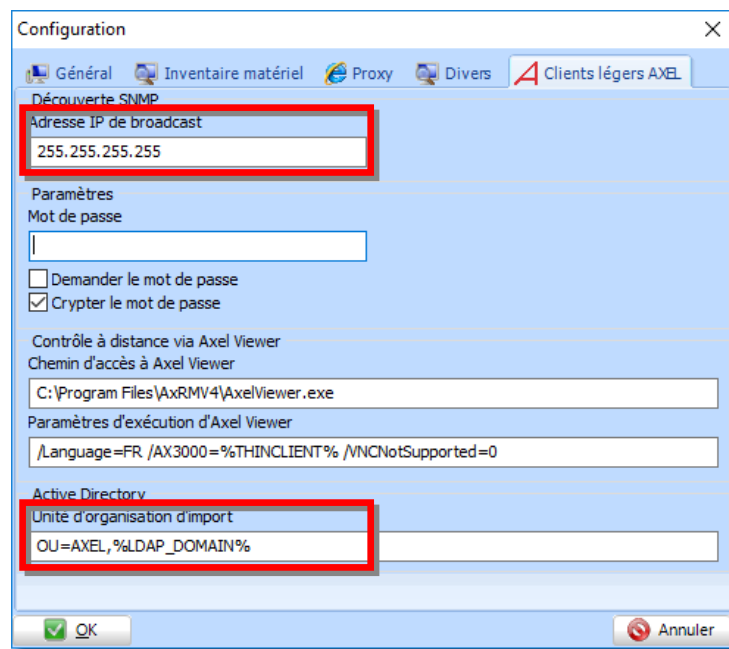 Configuration
Général Inventaire matériel Proxy Divers Clients légers AXEL
Découverte SNMP
Adresse IP de broadcast
255.255.255.255
Paramètres
Mot de passe
Demander le mot de passe
Crypter le mot de passe
Contrôle à distance via Axel Viewer
Chemin d'accès à Axel Viewer
C:\Program Files\AxRMV4\AxelViewer.exe
Paramètres d'exécution d'Axel Viewer
/Language=FR /AX3000=%THINCLIENT% /VNCNotSupported=0
Active Directory
Unité d'organisation d'import
OU=AXEL,%LDAP_DOMAIN%
OK Annuler